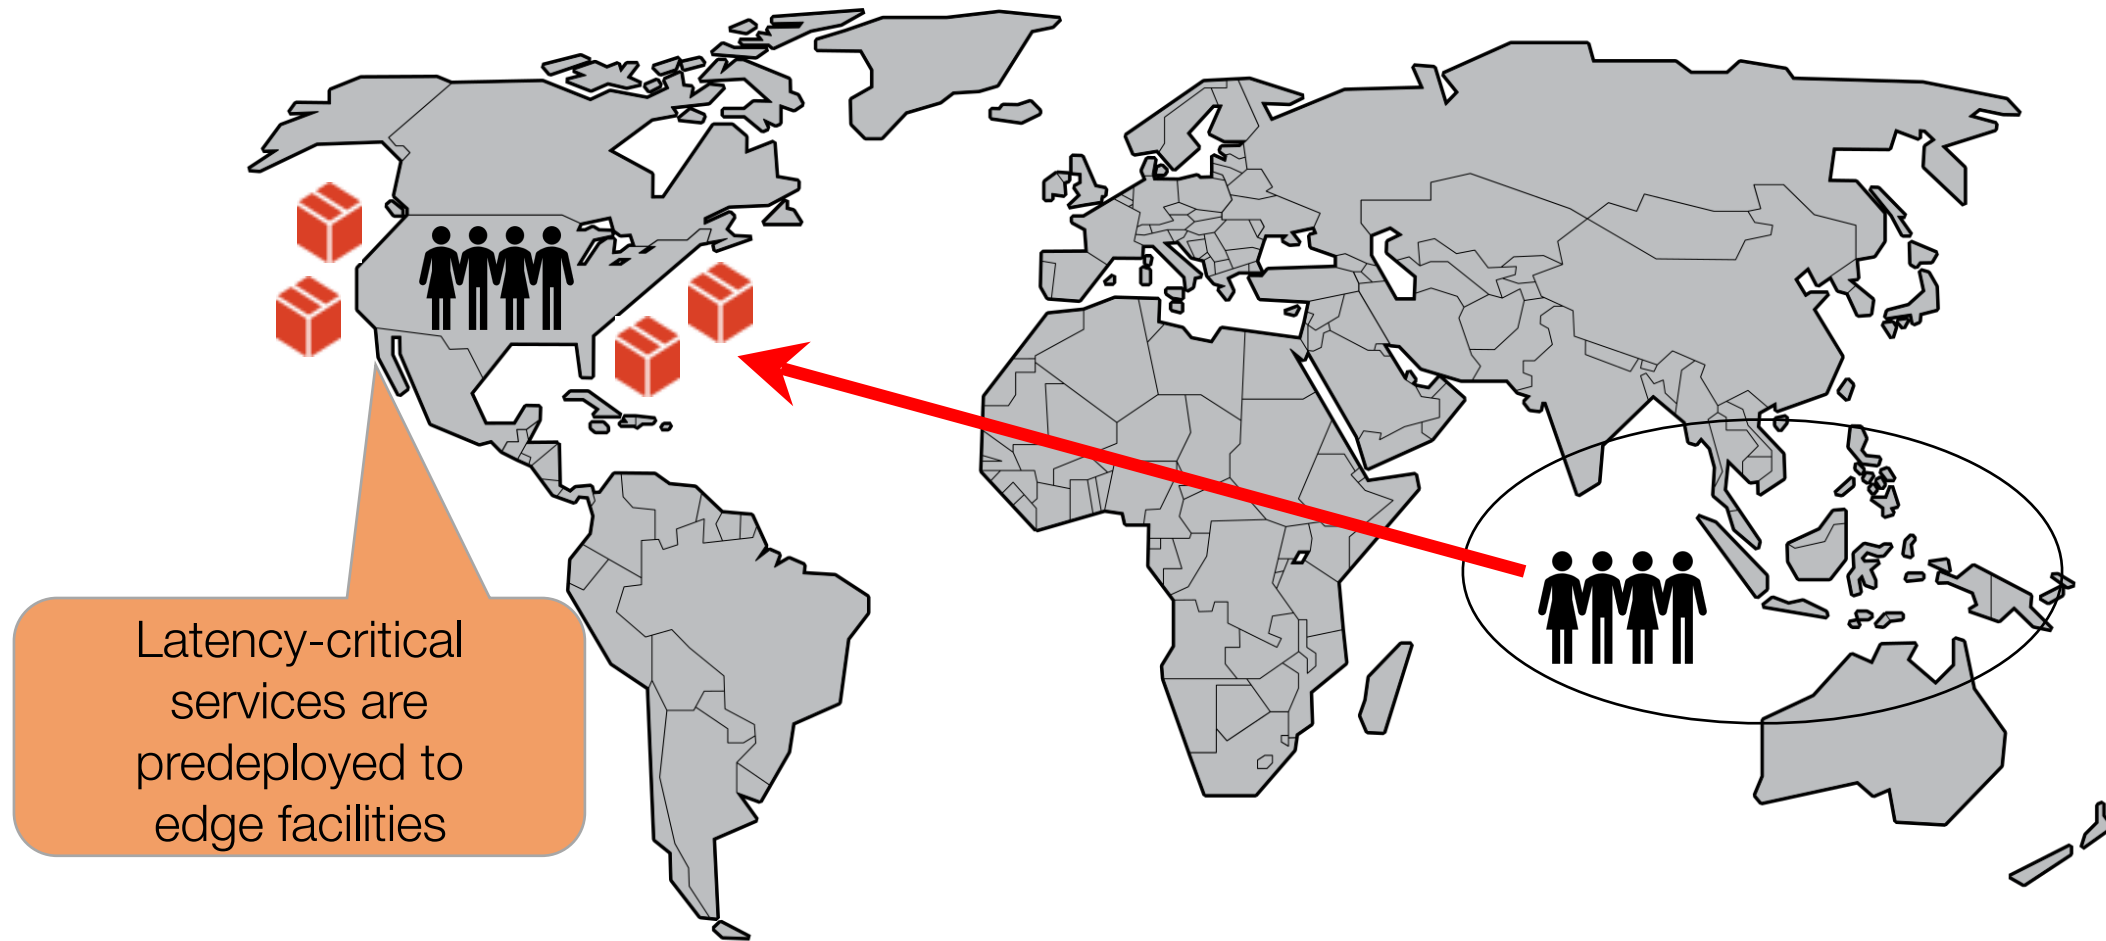 Latency-critical
services are
predeployed to
edge facilities